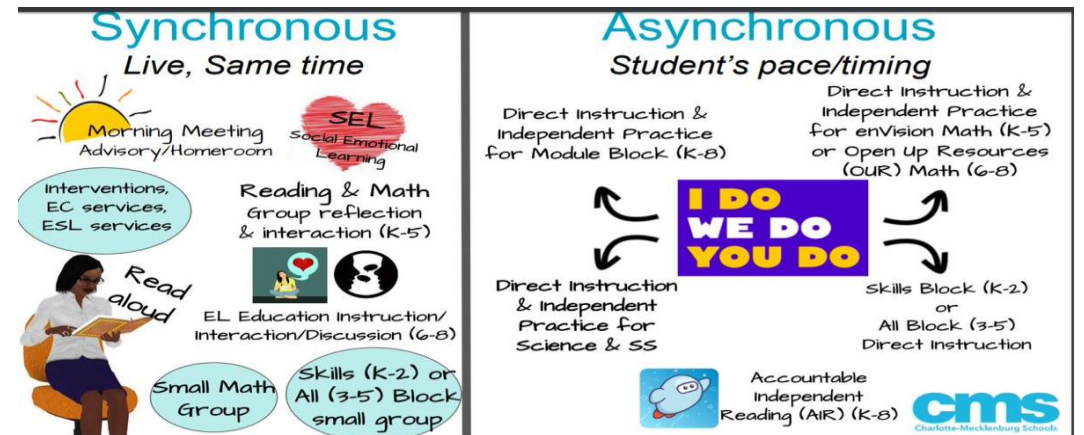 Synchronous
Live, Same time
Morning Meeting
Advisory/Homeroom
SEL
Social Emotional
Learning
Interventions,
EC services,
ESL services
Reading & Math
Group reflection
& interaction (K-5)
Read
aloud
EL Education Instruction/
Interaction/Discussion (6-8)
Small Math
Group
Skills (K-2) or
All (3-5) Block
small group
Asynchronous
Student's pace/timing
Direct Instruction &
Independent Practice
for Module Block (K-8)
Direct Instruction &
Independent Practice
for enVision Math (K-5)
or Open Up Resources
(OUR) Math (6-8)
I DO
WE DO
YOU DO
Direct Instruction
& Independent
Practice for
Science & SS
Skills Block (K-2)
or
All Block (3-5)
Direct Instruction
Accountable
Independent
Reading (AIR) (K-8)
cms
Charlotte-Mecklenburg Schools